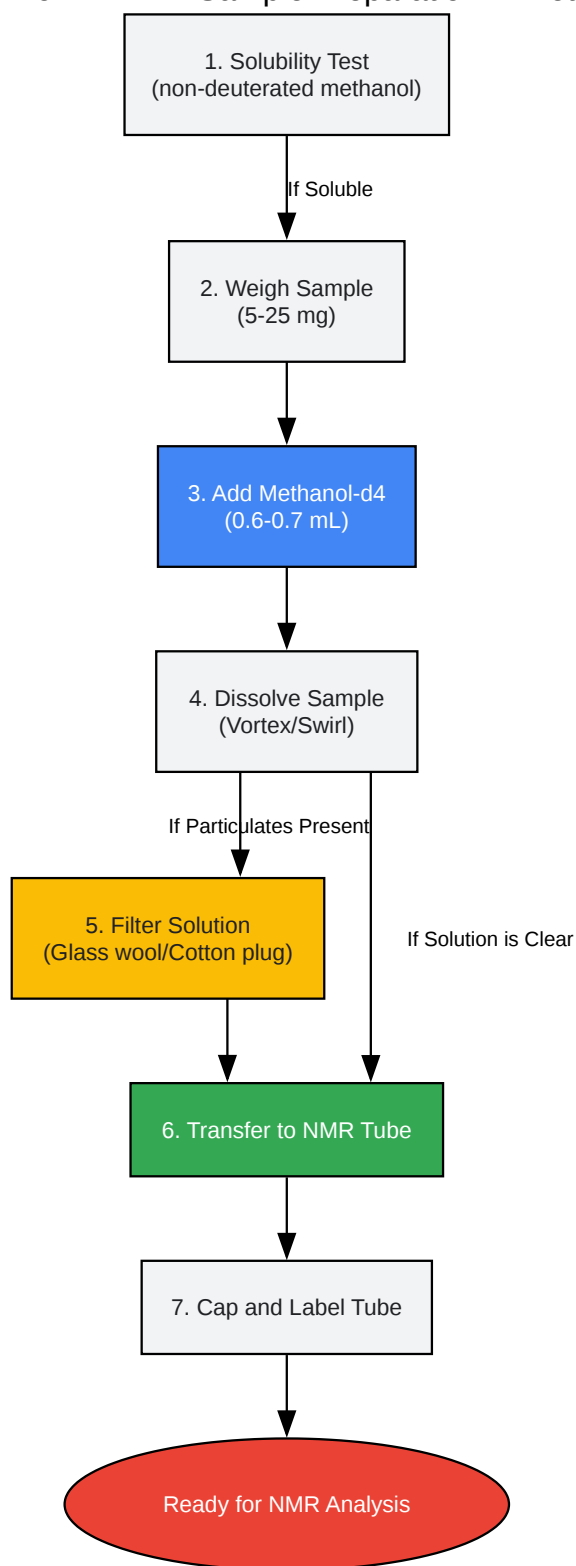 1. Solubility Test
(non-deuterated methanol)
If Soluble
2. Weigh Sample
(5-25 mg)
3. Add Methanol-d4
(0.6-0.7 mL)
4. Dissolve Sample
(Vortex/Swirl)
If Particulates Present
5. Filter Solution
(Glass wool/Cotton plug)
If Solution is Clear
6. Transfer to NMR Tube
7. Cap and Label Tube
Ready for NMR Analysis